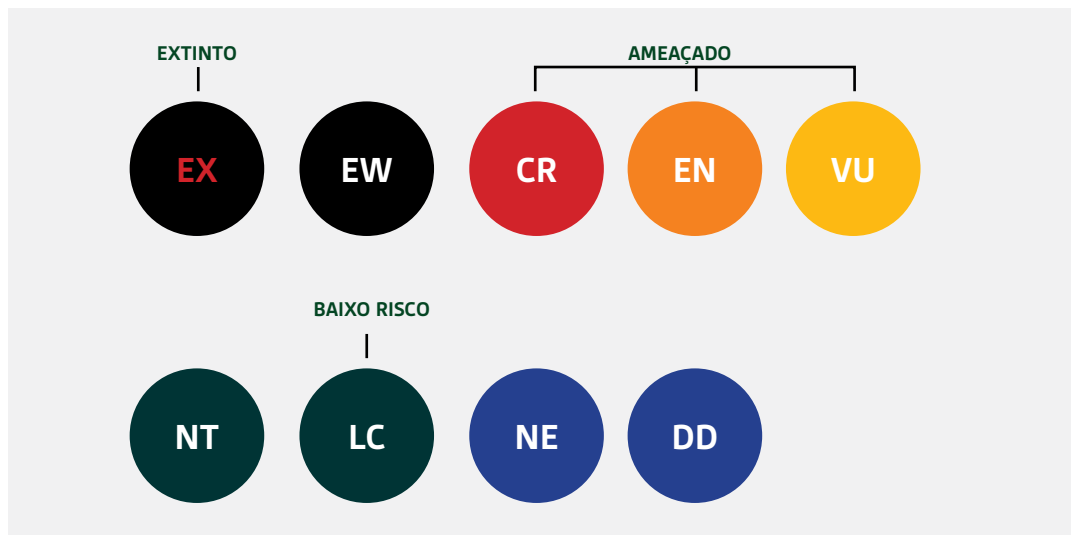 EXTINTO
AMEAÇADO
EX
EW
CR
EN
VU
BAIXO RISCO
NT
LC
NE
DD